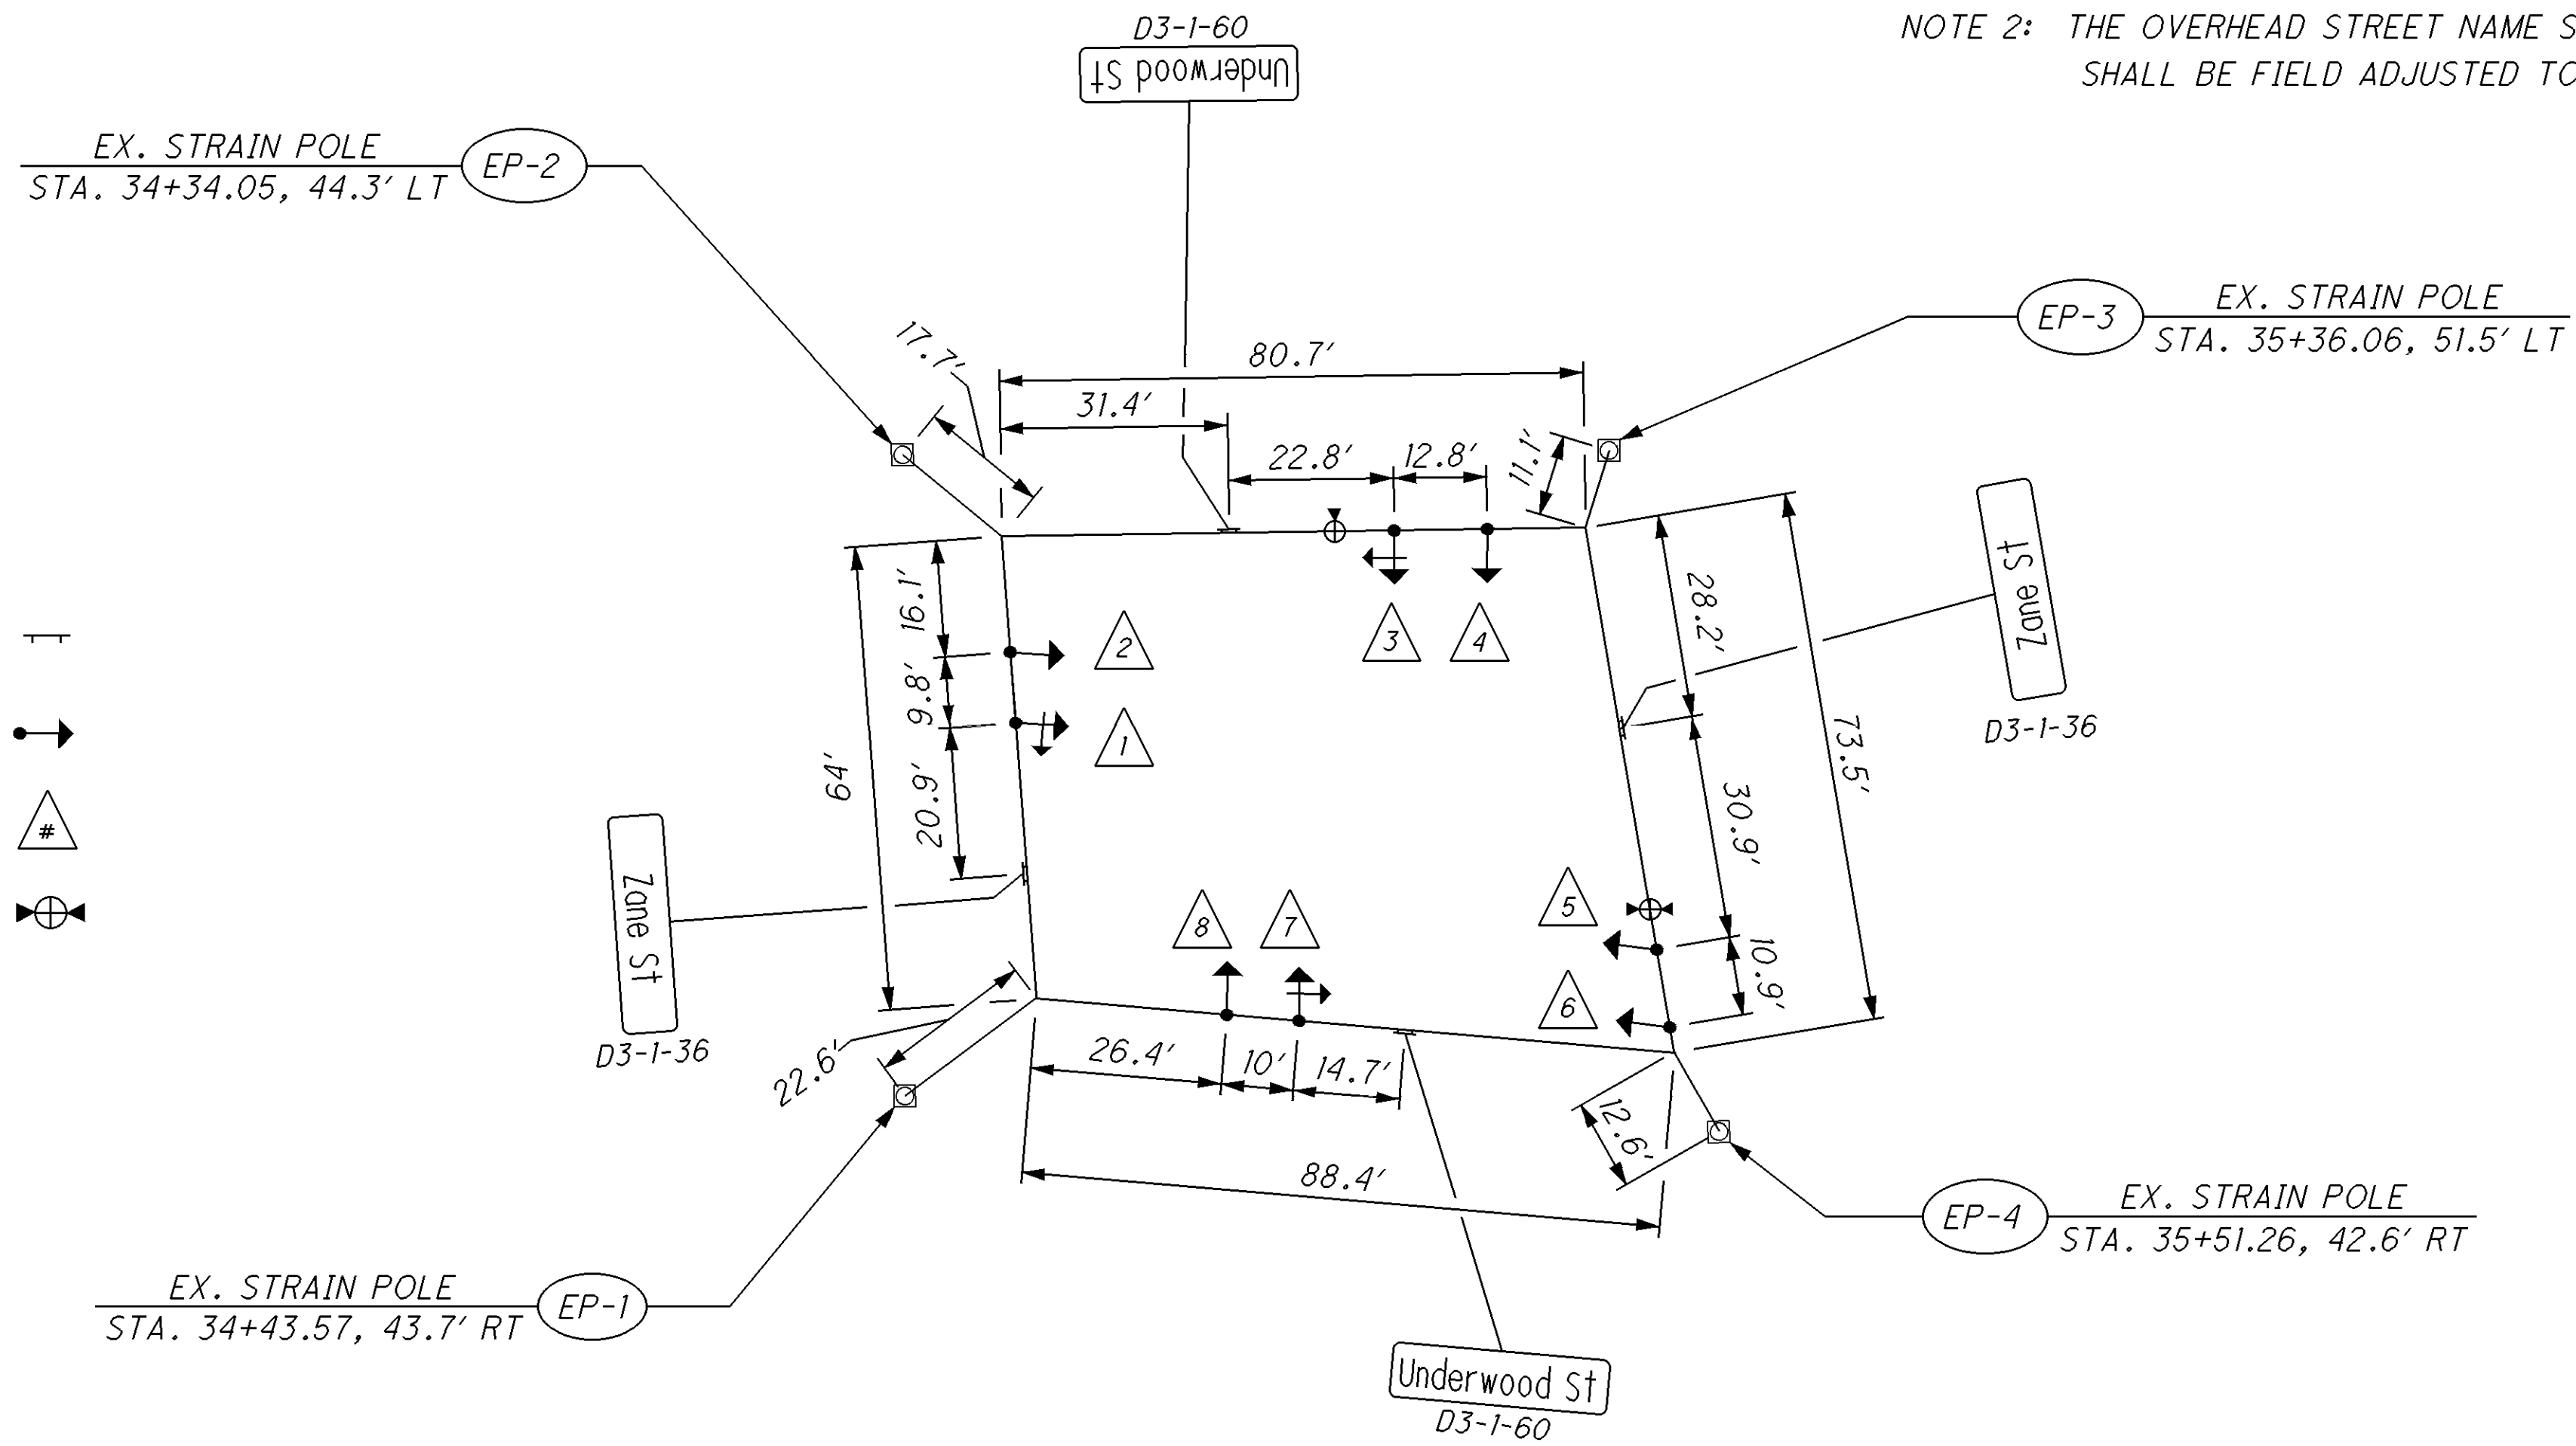 D3-1-60
Underwood St
NOTE 2: THE OVERHEAD STREET NAME S
SHALL BE FIELD ADJUSTED TO
EX. STRAIN POLE
STA. 34+34.05, 44.3' LT
EP-2
EP-3
EX. STRAIN POLE
STA. 35+36.06, 51.5' LT
17.7'
80.7'
31.4'
22.8'
12.8'
11.1'
Zane St
D3-1-36
28.2'
30.9'
10.9'
73.5'
16.1'
9.8'
20.9'
64'
2
1
3
4
#
Zane St
D3-1-36
8
7
5
6
22.6'
26.4'
10'
14.7'
88.4'
12.6'
EP-4
EX. STRAIN POLE
STA. 35+51.26, 42.6' RT
EX. STRAIN POLE
STA. 34+43.57, 43.7' RT
EP-1
Underwood St
D3-1-60